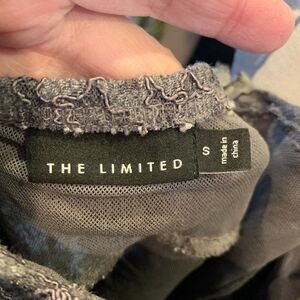 THE LIMITED
S
made in
china